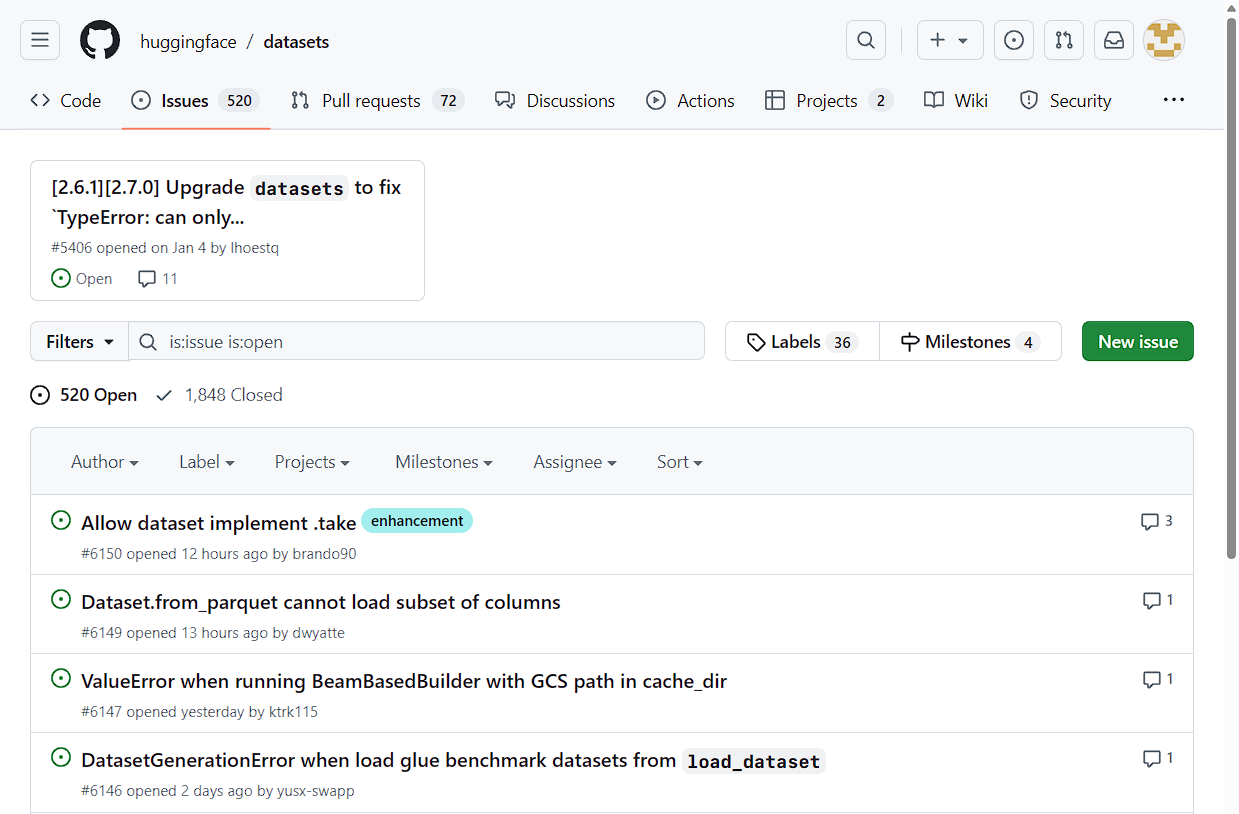 huggingface / datasets
Code Issues 520 Pull requests 72 Discussions Actions Projects 2 Wiki Security
[2.6.1][2.7.0] Upgrade datasets to fix
`TypeError: can only...
#5406 opened on Jan 4 by lhoestq
Open 11
Filters is:issue is:open Labels 36 Milestones 4 New issue
520 Open 1,848 Closed
Author Label Projects Milestones Assignee Sort
Allow dataset implement .take enhancement 3
#6150 opened 12 hours ago by brando90
Dataset.from_parquet cannot load subset of columns 1
#6149 opened 13 hours ago by dwyatte
ValueError when running BeamBasedBuilder with GCS path in cache_dir 1
#6147 opened yesterday by ktrk115
DatasetGenerationError when load glue benchmark datasets from load_dataset 1
#6146 opened 2 days ago by yusx-swapp